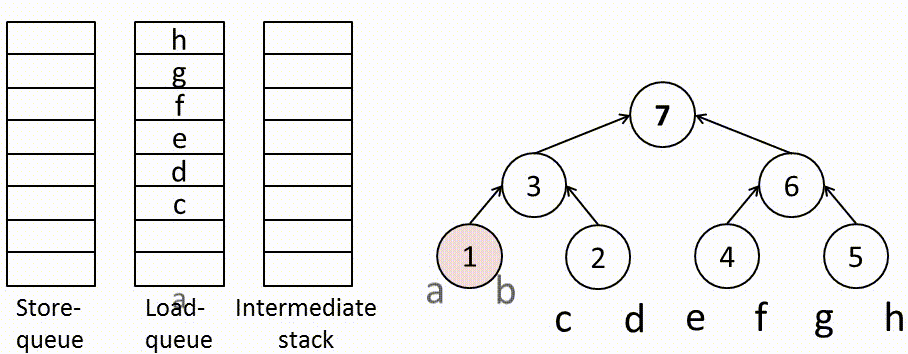 h
g
f
e
d
c
a
Store-
queue
Load-
queue
Intermediate
stack
7
3
6
1
2
4
5
a b
c d e f g h